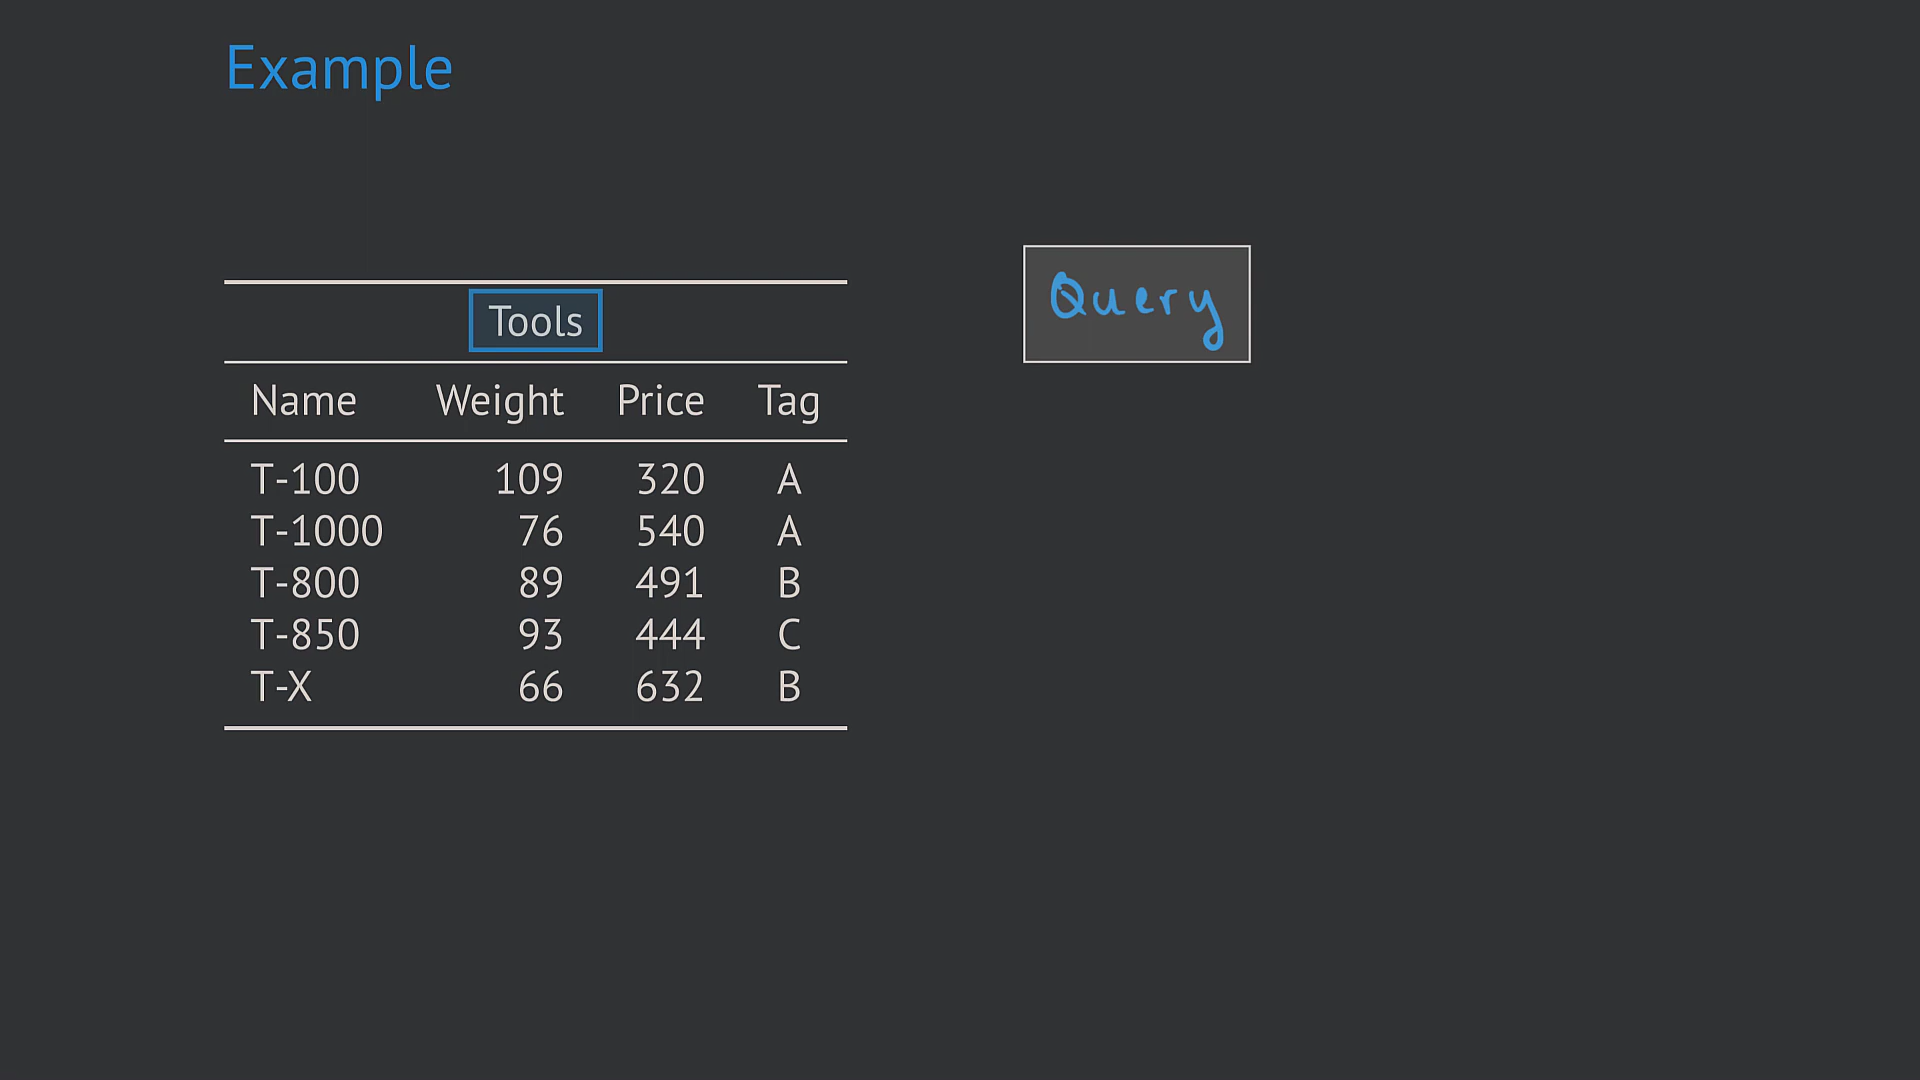 Example
Tools
Query
Name Weight Price Tag
T-100 109 320 A
T-1000 76 540 A
T-800 89 491 B
T-850 93 444 C
T-X 66 632 B